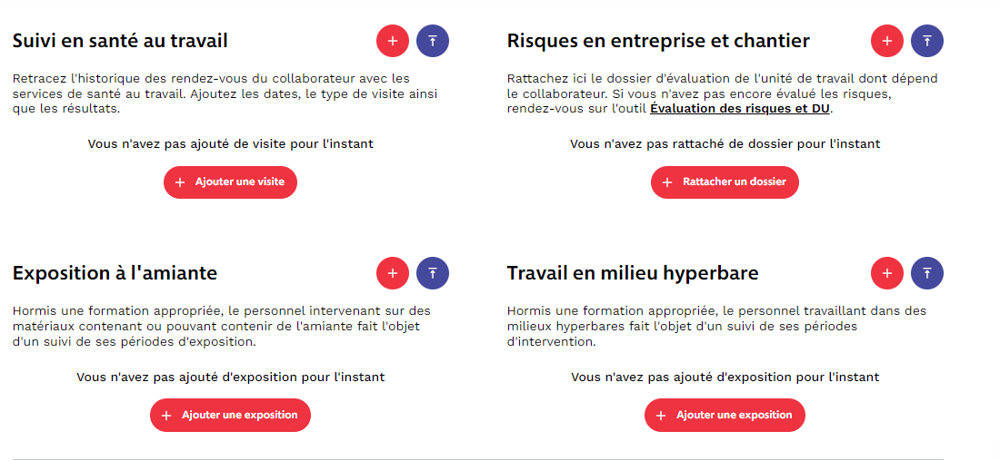 Suivi en santé au travail
Retracez l'historique des rendez-vous du collaborateur avec les
services de santé au travail. Ajoutez les dates, le type de visite ainsi
que les résultats.
Vous n'avez pas ajouté de visite pour l'instant
+ Ajouter une visite
Risques en entreprise et chantier
Rattachez ici le dossier d'évaluation de l'unité de travail dont dépend
le collaborateur. Si vous n'avez pas encore évalué les risques,
rendez-vous sur l'outil Évaluation des risques et DU.
Vous n'avez pas rattaché de dossier pour l'instant
+ Rattacher un dossier
Exposition à l'amiante
Hormis une formation appropriée, le personnel intervenant sur des
matériaux contenant ou pouvant contenir de l'amiante fait l'objet
d'un suivi de ses périodes d'exposition.
Vous n'avez pas ajouté d'exposition pour l'instant
+ Ajouter une exposition
Travail en milieu hyperbare
Hormis une formation appropriée, le personnel travaillant dans des
milieux hyperbares fait l'objet d'un suivi de ses périodes
d'intervention.
Vous n'avez pas ajouté d'exposition pour l'instant
+ Ajouter une exposition